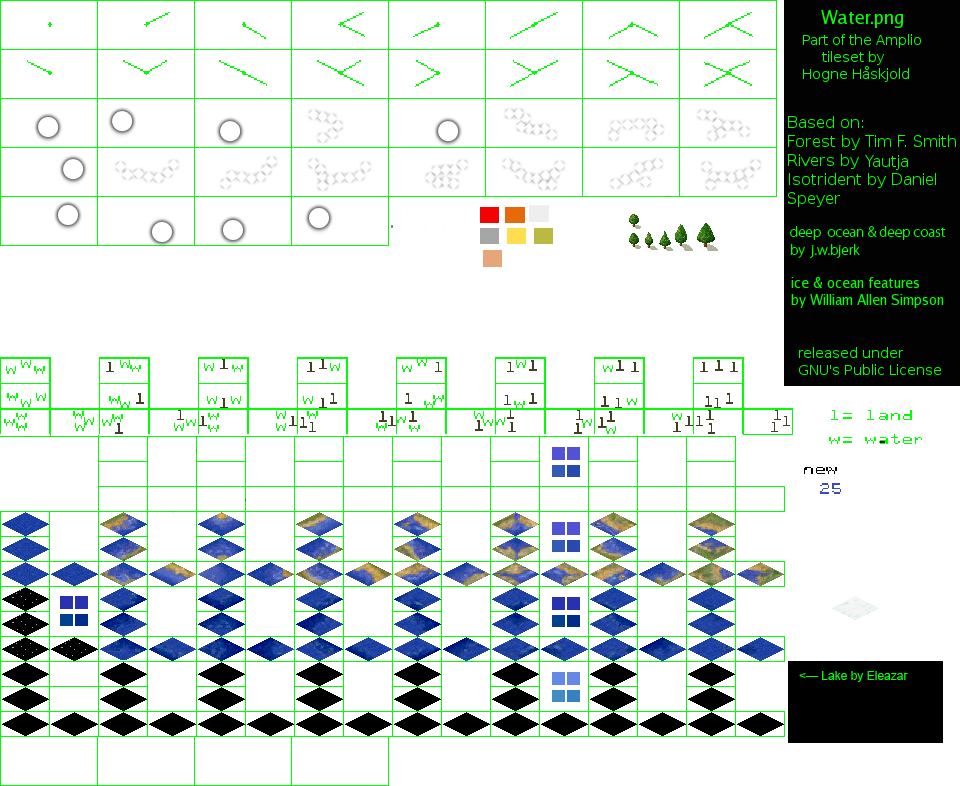 Water.png
Part of the Amplio
tileset by
Hogne Håskjold
Based on:
Forest by Tim F. Smith
Rivers by Yautja
Isotrident by Daniel
Speyer
deep ocean & deep coast
by j.w.bjerk
ice & ocean features
by William Allen Simpson
released under
GNU's Public License
w w w l w w w l w l l w w w l l w l w l l l l l
l= land
w= water
new
25
<— Lake by Eleazar